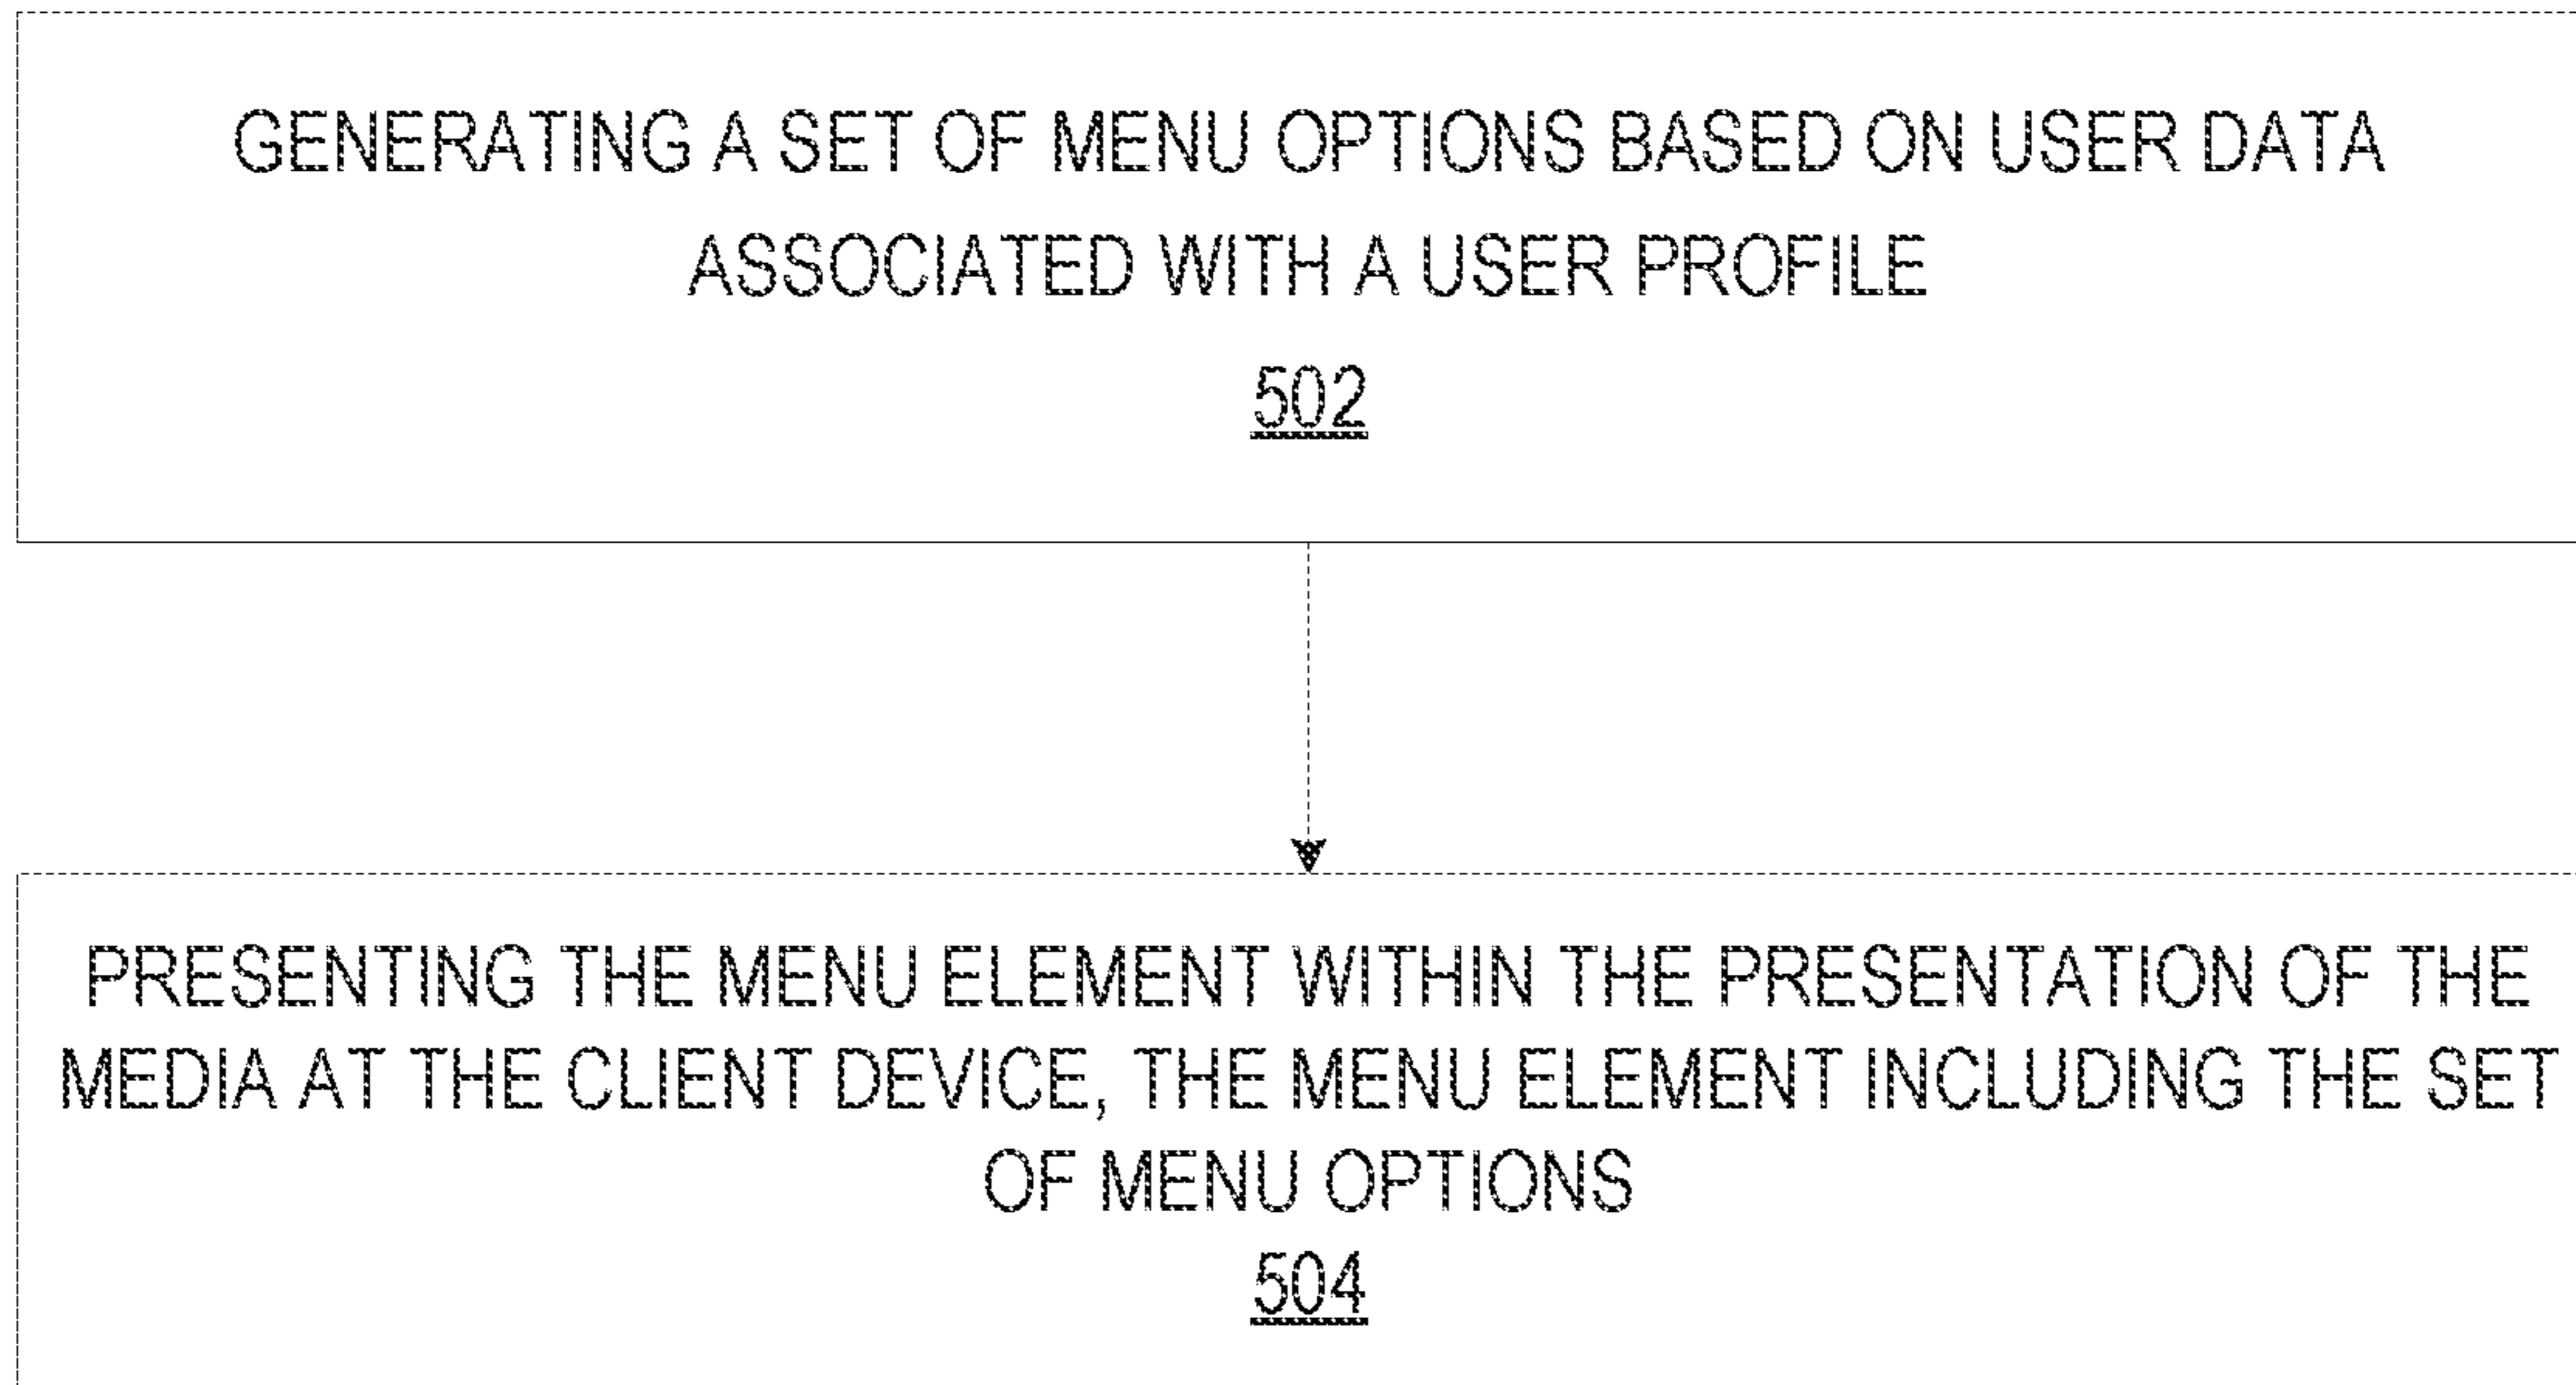 GENERATING A SET OF MENU OPTIONS BASED ON USER DATA
ASSOCIATED WITH A USER PROFILE
502
PRESENTING THE MENU ELEMENT WITHIN THE PRESENTATION OF THE
MEDIA AT THE CLIENT DEVICE, THE MENU ELEMENT INCLUDING THE SET
OF MENU OPTIONS
504